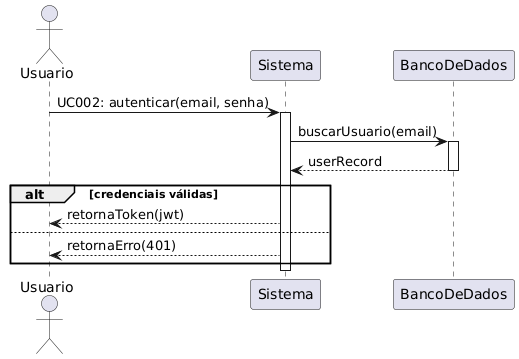 Usuario
Sistema
BancoDeDados
UC002: autenticar(email, senha)
buscarUsuario(email)
userRecord
alt [credenciais válidas]
retornaToken(jwt)
retornaErro(401)
Usuario
Sistema
BancoDeDados